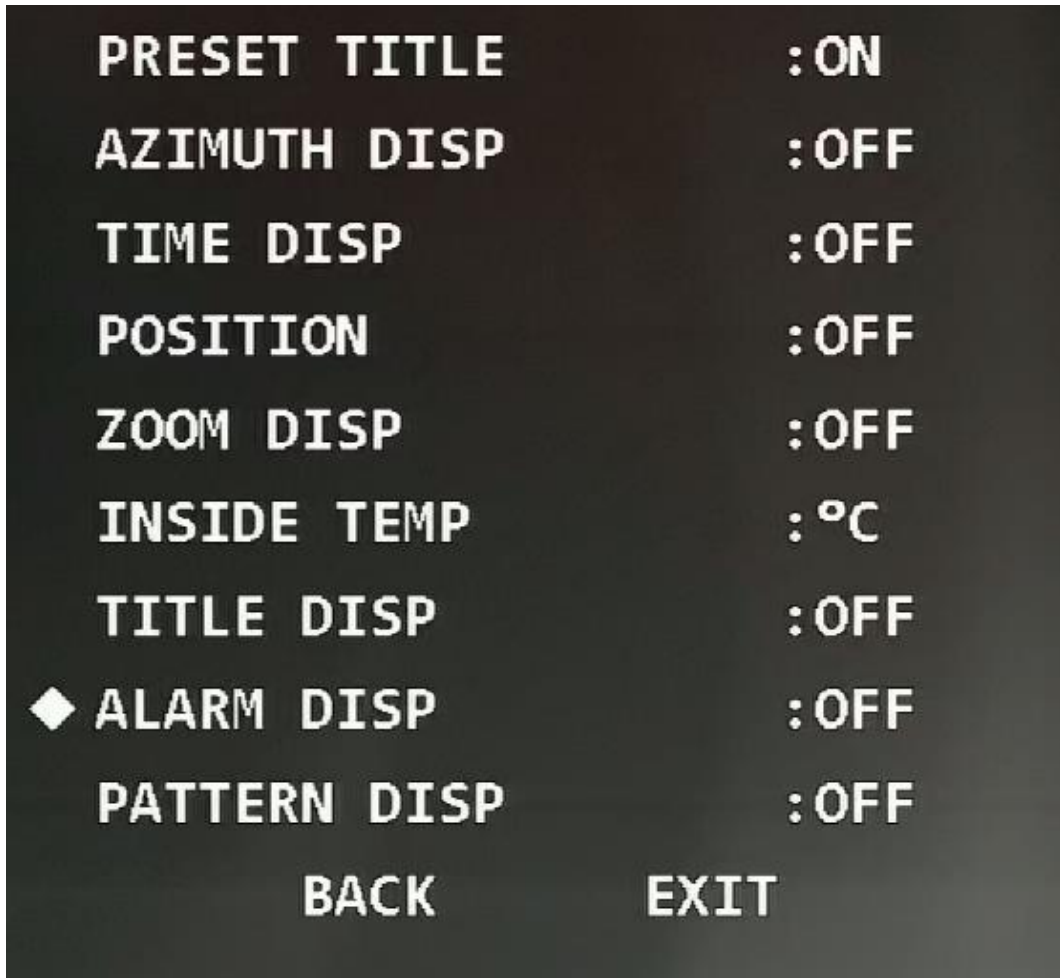 PRESET TITLE :ON
AZIMUTH DISP :OFF
TIME DISP :OFF
POSITION :OFF
ZOOM DISP :OFF
INSIDE TEMP :ºC
TITLE DISP :OFF
◆ ALARM DISP :OFF
PATTERN DISP :OFF
BACK EXIT